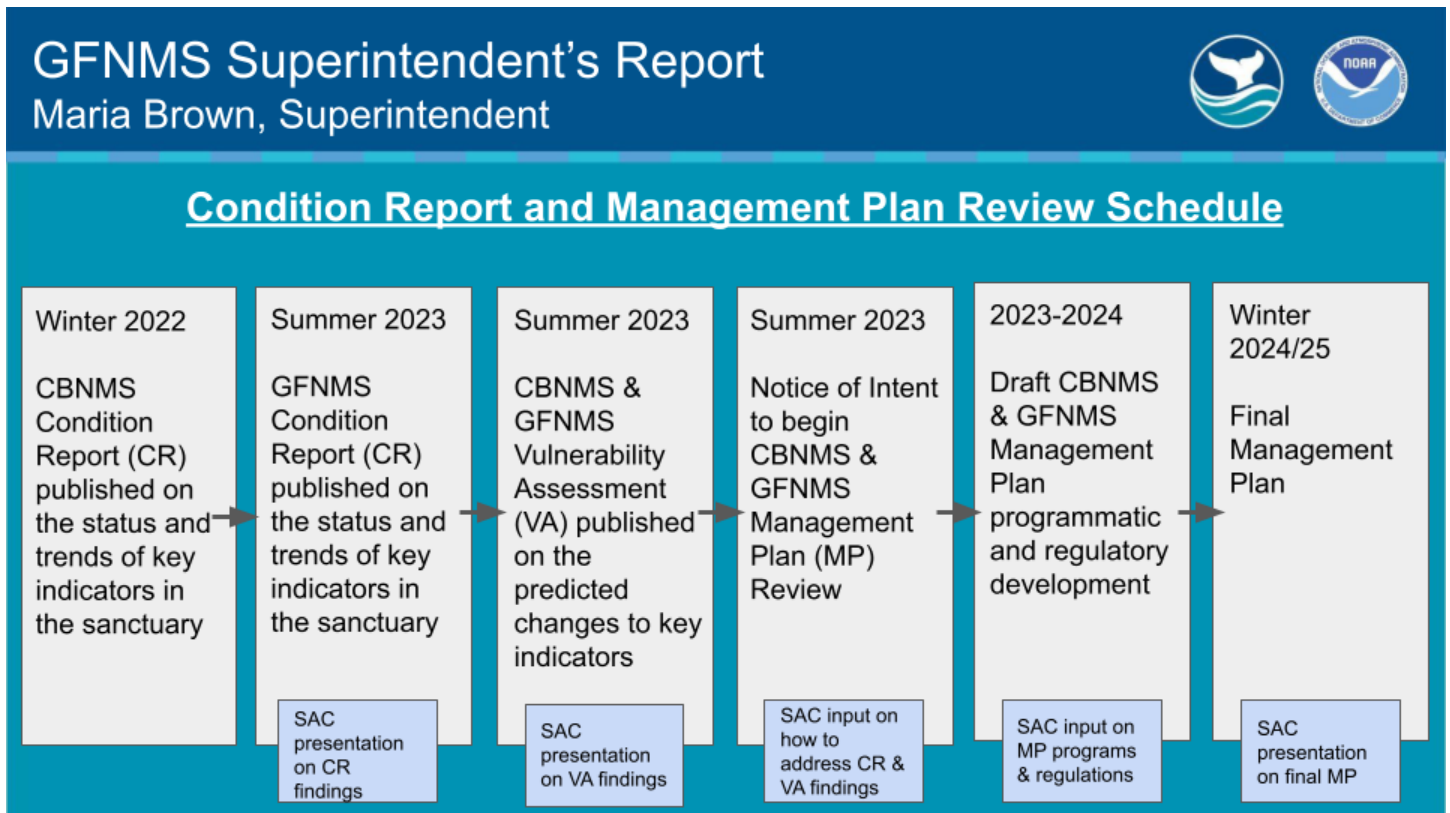 GFNMS Superintendent's Report
Maria Brown, Superintendent
NOAA
Condition Report and Management Plan Review Schedule
Winter 2022
CBNMS
Condition
Report (CR)
published on
the status and
trends of key
indicators in
the sanctuary
Summer 2023
GFNMS
Condition
Report (CR)
published on
the status and
trends of key
indicators in
the sanctuary
SAC
presentation
on CR
findings
Summer 2023
CBNMS &
GFNMS
Vulnerability
Assessment
(VA) published
on the
predicted
changes to key
indicators
SAC
presentation
on VA findings
Summer 2023
Notice of Intent
to begin
CBNMS &
GFNMS
Management
Plan (MP)
Review
SAC input on
how to
address CR &
VA findings
2023-2024
Draft CBNMS
& GFNMS
Management
Plan
programmatic
and regulatory
development
SAC input on
MP programs
& regulations
Winter
2024/25
Final
Management
Plan
SAC
presentation
on final MP